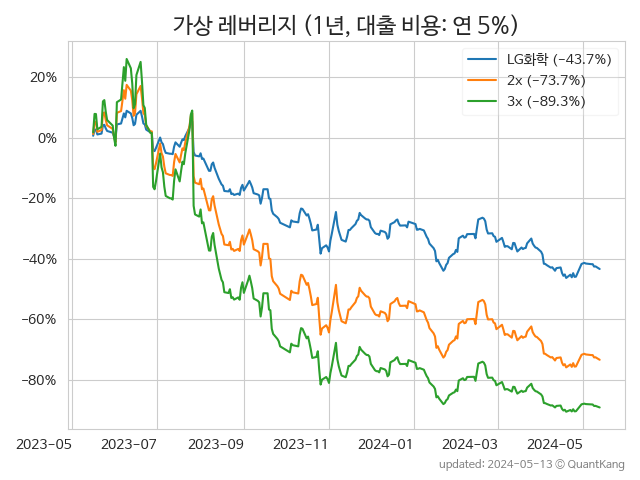 가상 레버리지 (1년, 대출 비용: 연 5%)
LG화학 (−43.7%)
2x (−73.7%)
3x (−89.3%)
20%
0%
−20%
−40%
−60%
−80%
2023-05 2023-07 2023-09 2023-11 2024-01 2024-03 2024-05
updated: 2024-05-13 © QuantKang